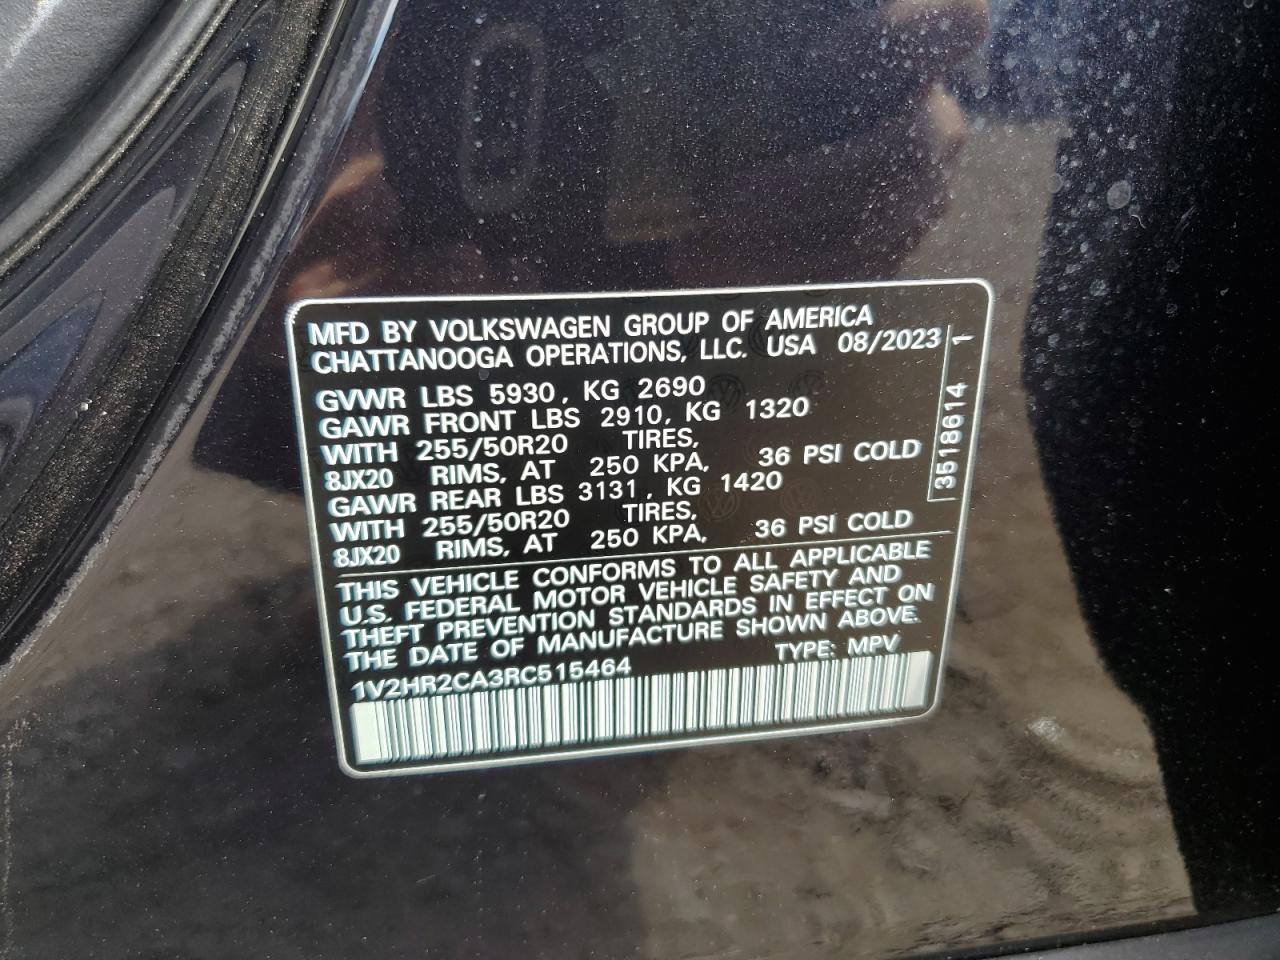 MFD BY VOLKSWAGEN GROUP OF AMERICA
CHATTANOOGA OPERATIONS, LLC. USA 08/2023
GVWR LBS 5930, KG 2690
GAWR FRONT LBS 2910, KG 1320
WITH 255/50R20 TIRES,
8JX20 RIMS, AT 250 KPA, 36 PSI COLD
GAWR REAR LBS 3131, KG 1420
WITH 255/50R20 TIRES,
8JX20 RIMS, AT 250 KPA, 36 PSI COLD
THIS VEHICLE CONFORMS TO ALL APPLICABLE
U.S. FEDERAL MOTOR VEHICLE SAFETY AND
THEFT PREVENTION STANDARDS IN EFFECT ON
THE DATE OF MANUFACTURE SHOWN ABOVE.
1V2HR2CA3RC515464 TYPE: MPV
3518614 1